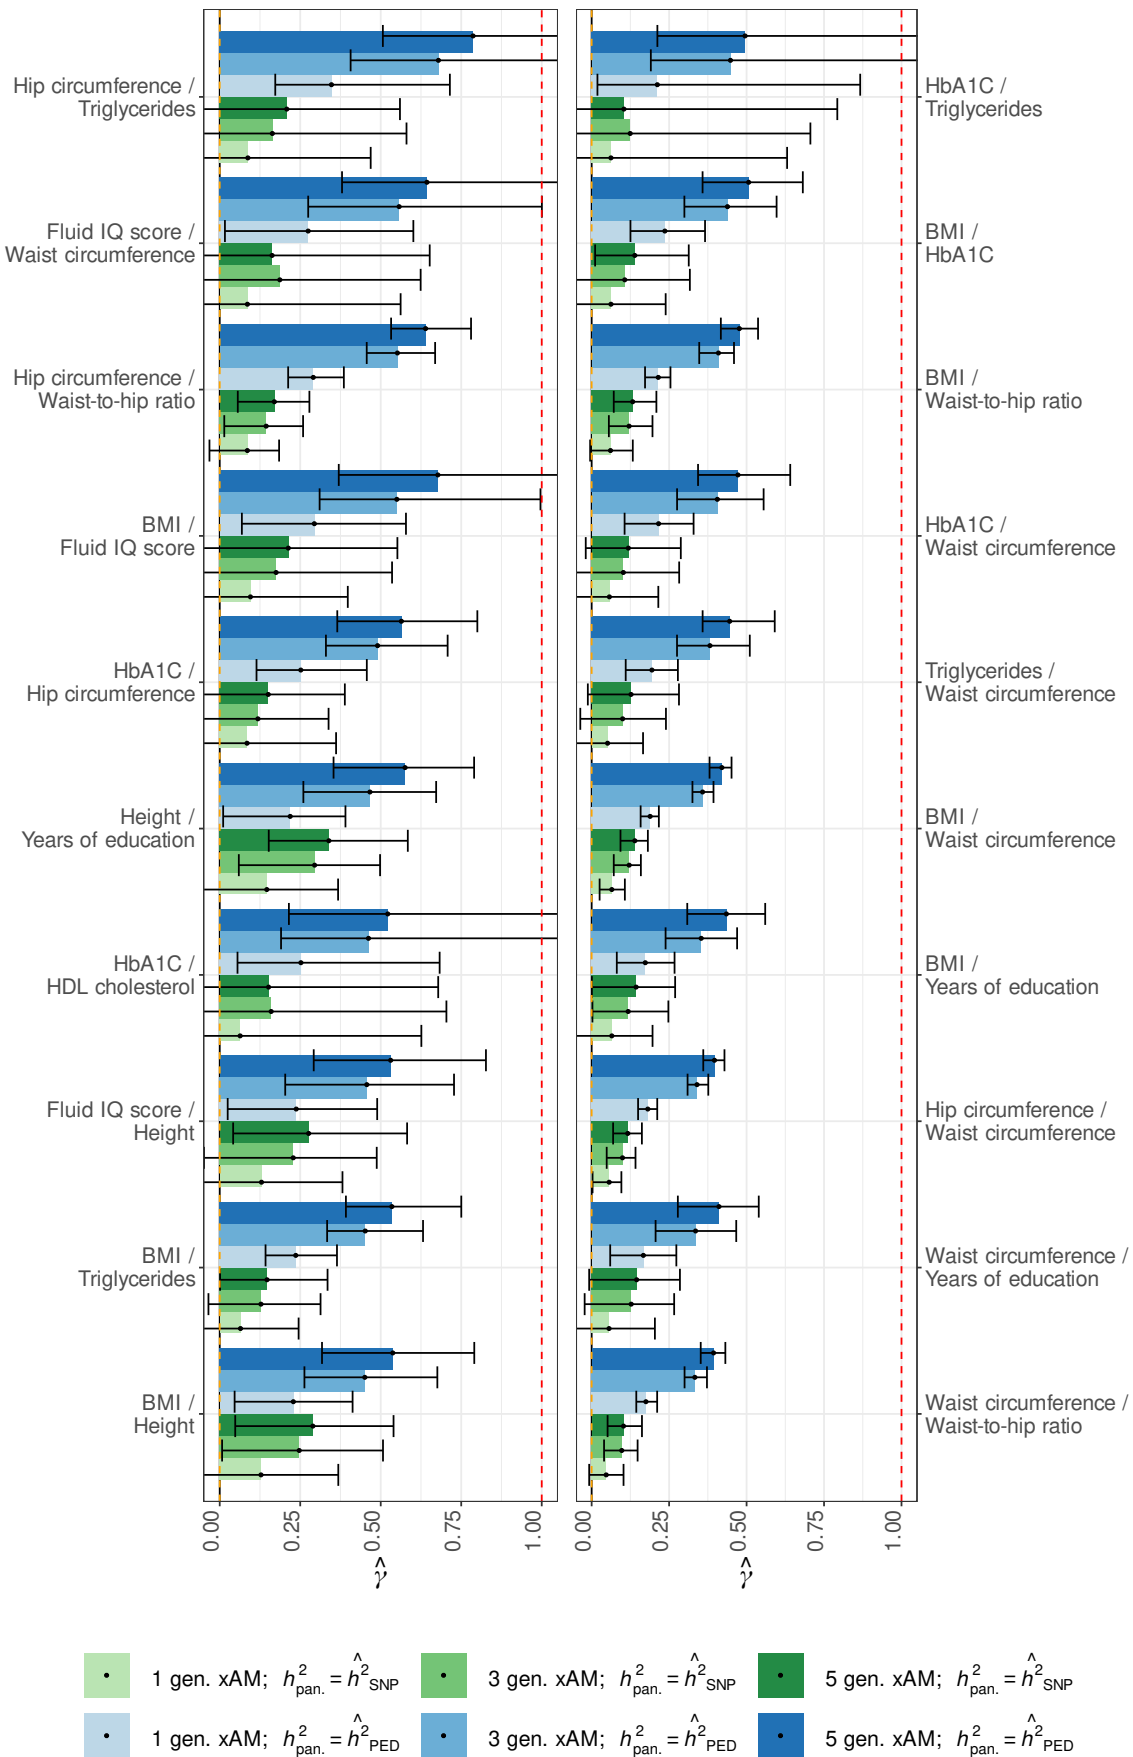 Hip circumference /
Triglycerides
Fluid IQ score /
Waist circumference
Hip circumference /
Waist-to-hip ratio
BMI /
Fluid IQ score
HbA1C /
Hip circumference
Height /
Years of education
HbA1C /
HDL cholesterol
Fluid IQ score /
Height
BMI /
Triglycerides
BMI /
Height
HbA1C /
Triglycerides
BMI /
HbA1C
BMI /
Waist-to-hip ratio
HbA1C /
Waist circumference
Triglycerides /
Waist circumference
BMI /
Waist circumference
BMI /
Years of education
Hip circumference /
Waist circumference
Waist circumference /
Years of education
Waist circumference /
Waist-to-hip ratio
0.00 0.25 0.50 0.75 1.00
γ̂
0.00 0.25 0.50 0.75 1.00
γ̂
1 gen. xAM; h²pan. = ĥ²SNP 3 gen. xAM; h²pan. = ĥ²SNP 5 gen. xAM; h²pan. = ĥ²SNP
1 gen. xAM; h²pan. = ĥ²PED 3 gen. xAM; h²pan. = ĥ²PED 5 gen. xAM; h²pan. = ĥ²PED